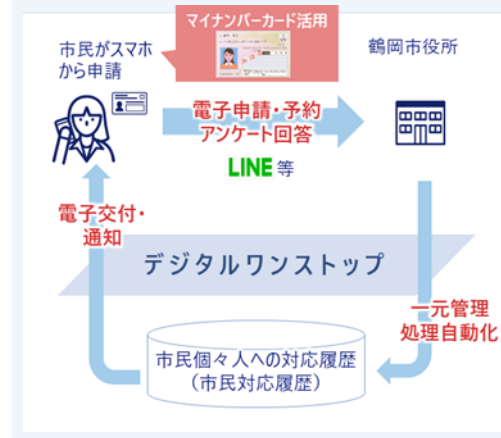 マイナンバーカード活用
市民がスマホ
から申請
鶴岡市役所
電子申請・予約
アンケート回答
LINE 等
電子交付・
通知
デジタルワンストップ
一元管理
処理自動化
市民個々人への対応履歴
（市民対応履歴）